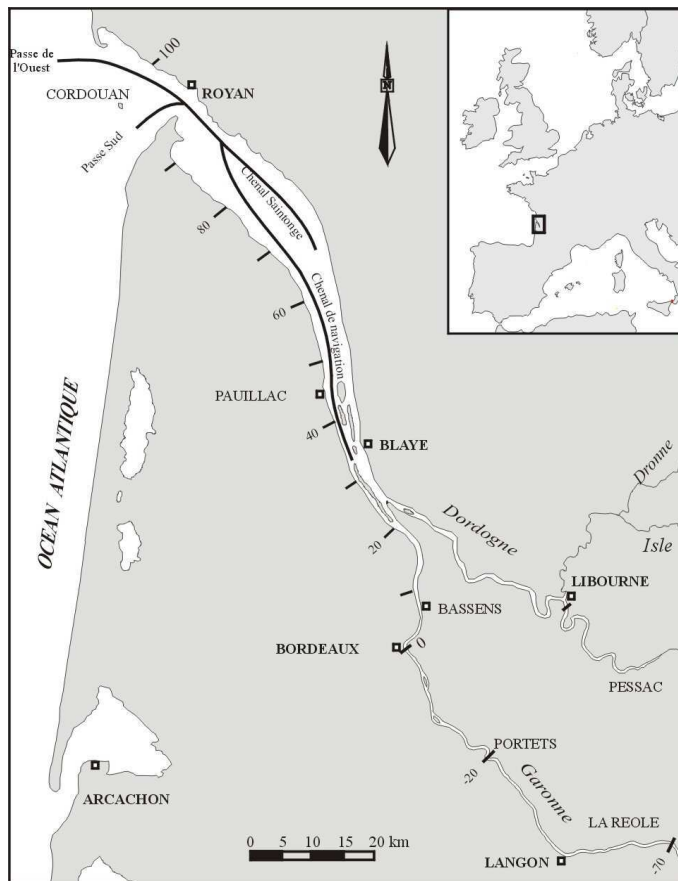 Passe de
l'Ouest
100
CORDOUAN
ROYAN
N
Passe Sud
Chenal Saintonge
80
60
Chenal de navigation
PAUILLAC
40
BLAYE
OCEAN ATLANTIQUE
Dronne
Dordogne
Isle
20
LIBOURNE
BASSENS
BORDEAUX
0
PESSAC
PORTETS
-20
Garonne
ARCACHON
LA REOLE
0 5 10 15 20 km
LANGON
-70